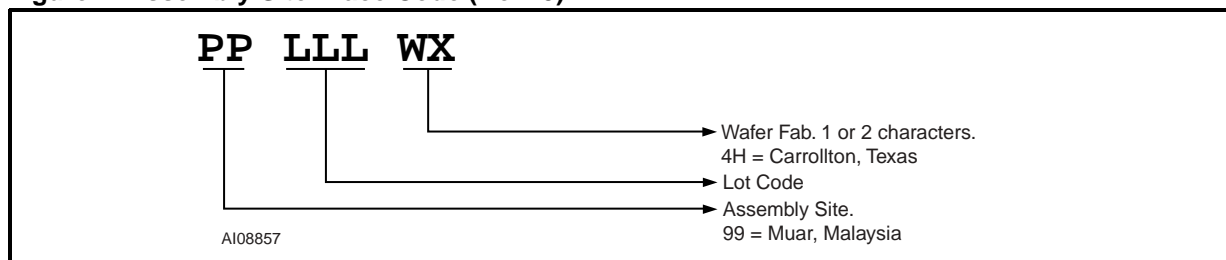 PP LLL WX
Wafer Fab. 1 or 2 characters.
4H = Carrollton, Texas
Lot Code
Assembly Site.
99 = Muar, Malaysia
AI08857